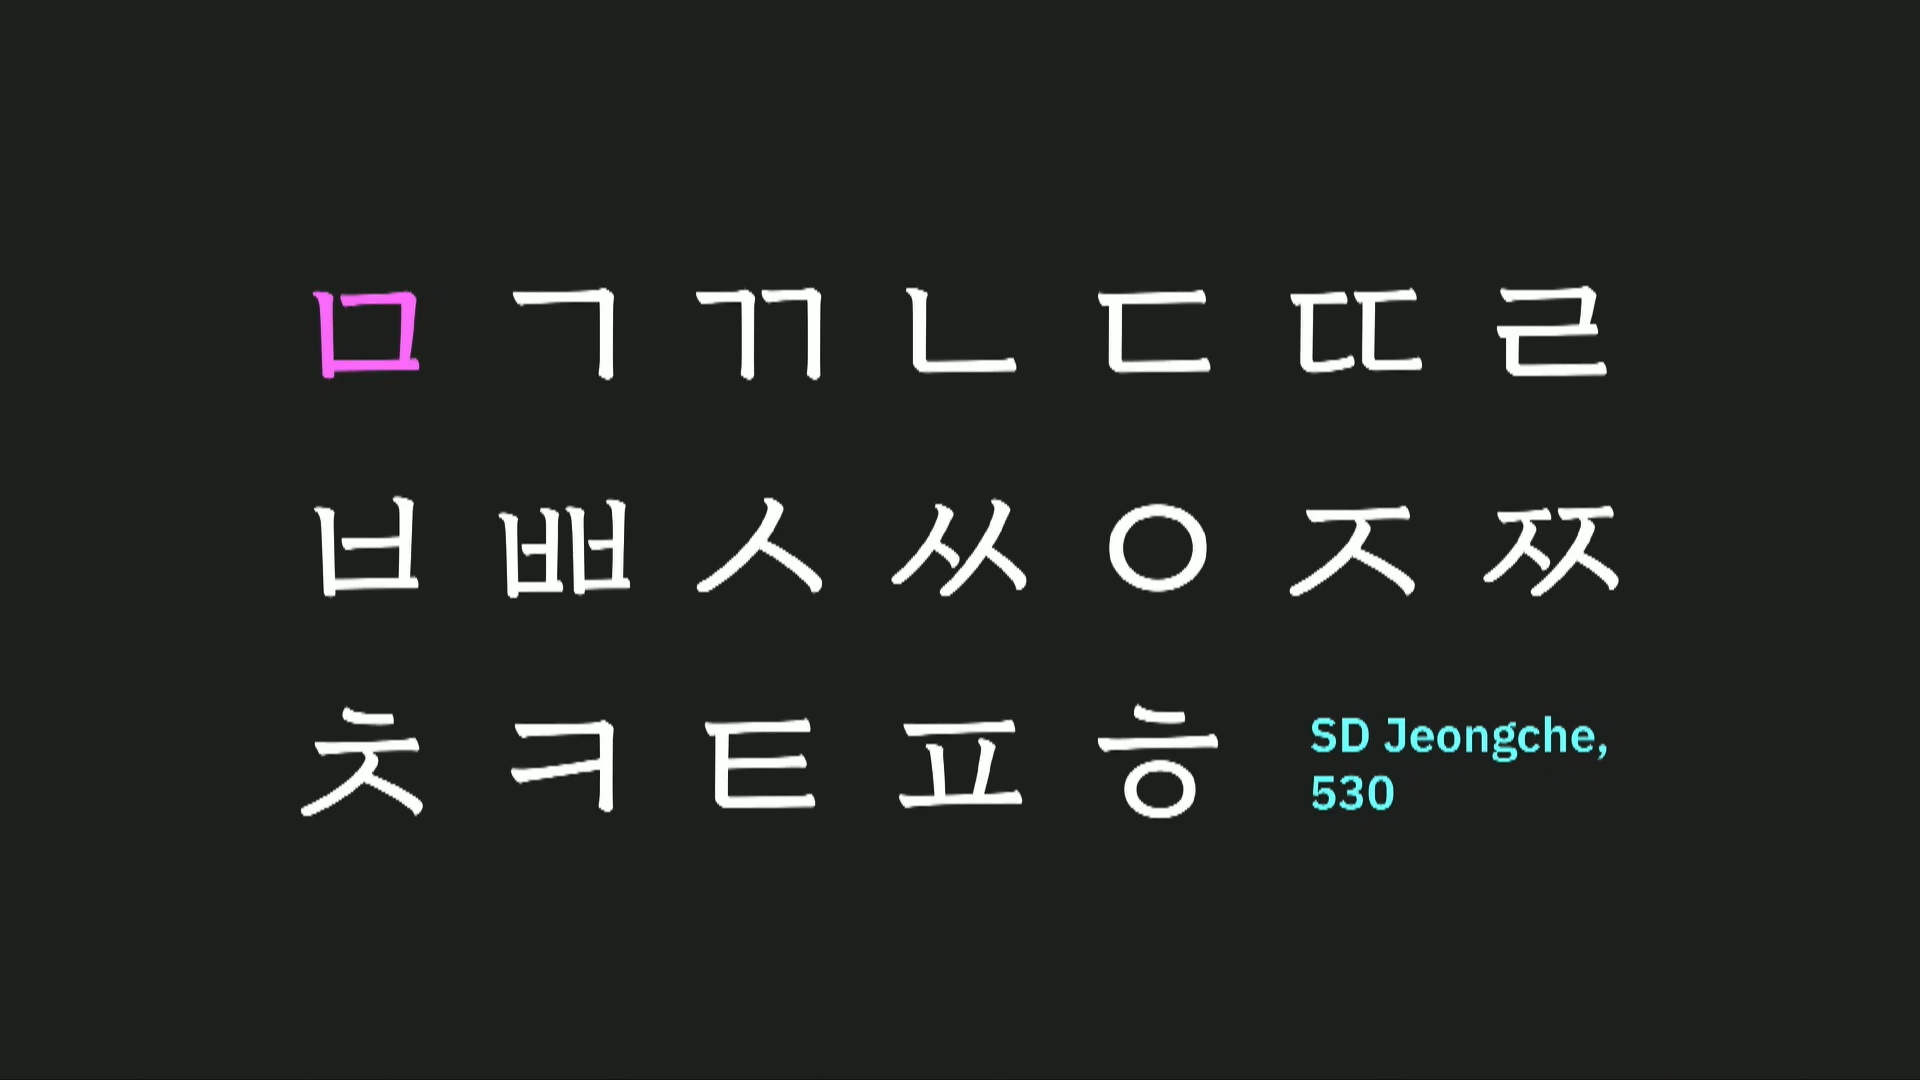 ㅁ ㄱ ㄲ ㄴ ㄷ ㄸ ㄹ
ㅂ ㅃ ㅅ ㅆ ㅇ ㅈ ㅉ
ㅊ ㅋ ㅌ ㅍ ㅎ SD Jeongche,
530